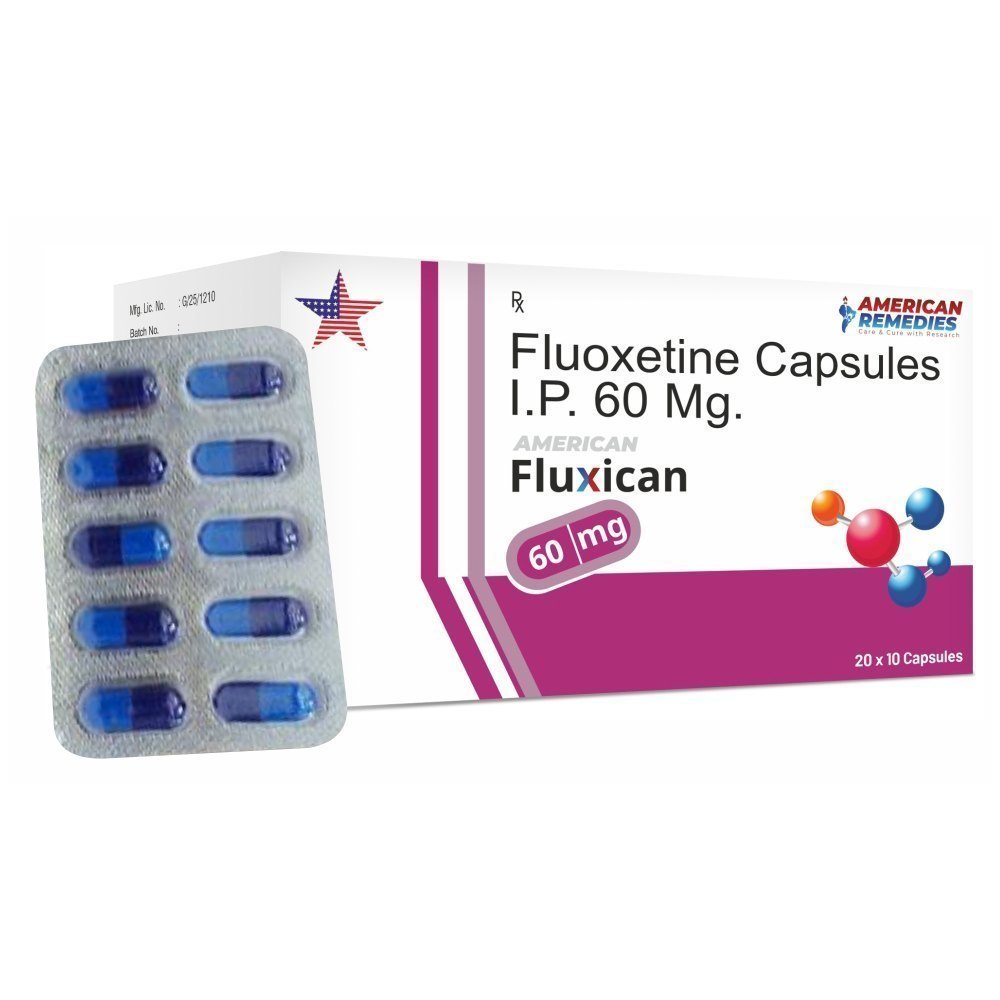 Mfg. Lic. No. : G/25/1210
Batch No. :
Rx
AMERICAN
REMEDIES
Care & Cure with Research
Fluoxetine Capsules
I.P. 60 Mg.
AMERICAN
Fluxican
60 mg
20 x 10 Capsules